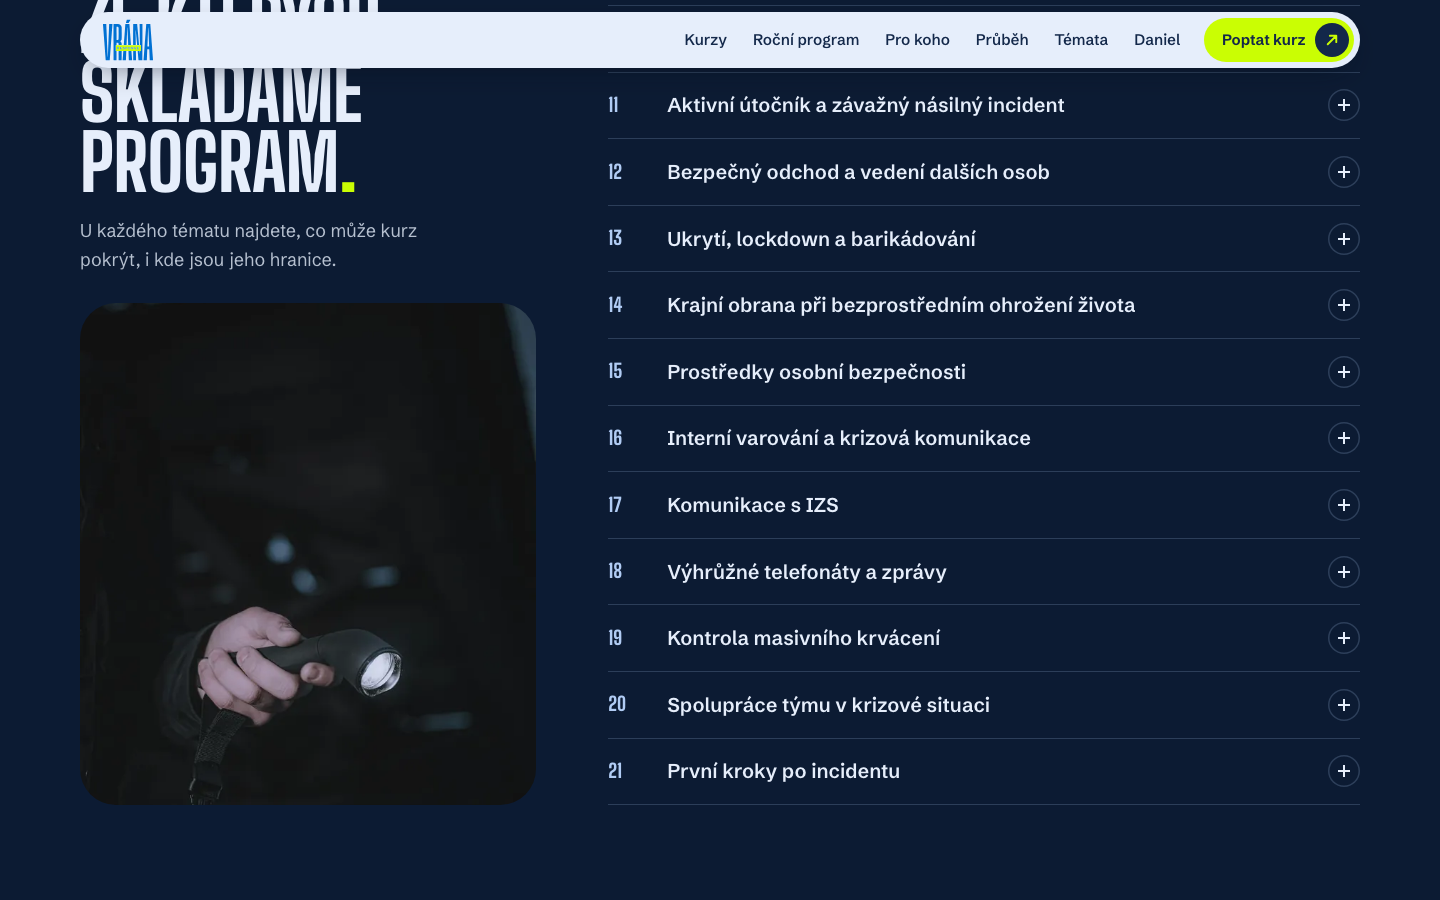 VRÁNA
Kurzy
Roční program
Pro koho
Průběh
Témata
Daniel
Poptat kurz
SKLÁDÁME
PROGRAM.
U každého tématu najdete, co může kurz
pokrýt, i kde jsou jeho hranice.
11 Aktivní útočník a závažný násilný incident
12 Bezpečný odchod a vedení dalších osob
13 Ukrytí, lockdown a barikádování
14 Krajní obrana při bezprostředním ohrožení života
15 Prostředky osobní bezpečnosti
16 Interní varování a krizová komunikace
17 Komunikace s IZS
18 Výhrůžné telefonáty a zprávy
19 Kontrola masivního krvácení
20 Spolupráce týmu v krizové situaci
21 První kroky po incidentu